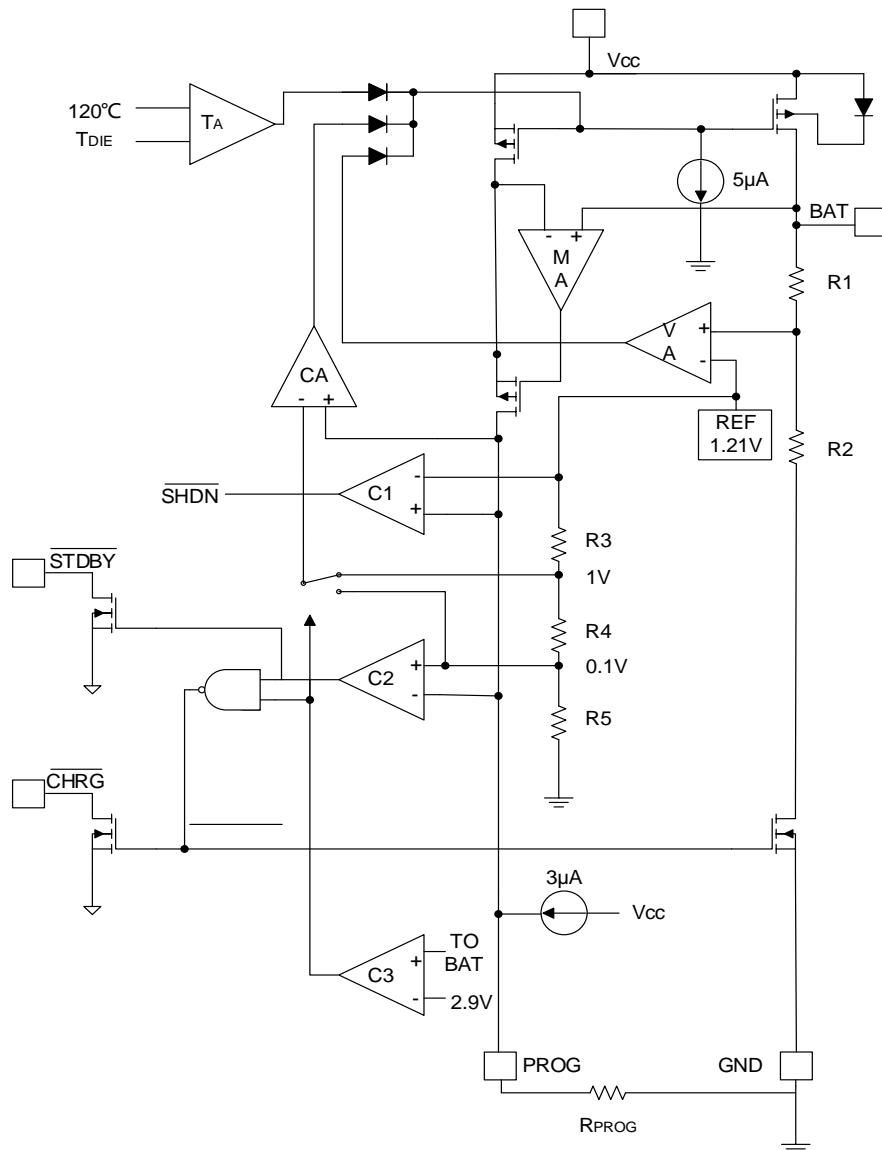 Vcc
120℃
TDIE
TA
5µA
BAT
- +
M
A
R1
V
A
+
-
CA
- +
REF
1.21V
R2
SHDN
C1
-
+
R3
STDBY
1V
R4
C2
+
-
0.1V
R5
CHRG
3µA
Vcc
C3
+
-
TO
BAT
2.9V
PROG
GND
RPROG